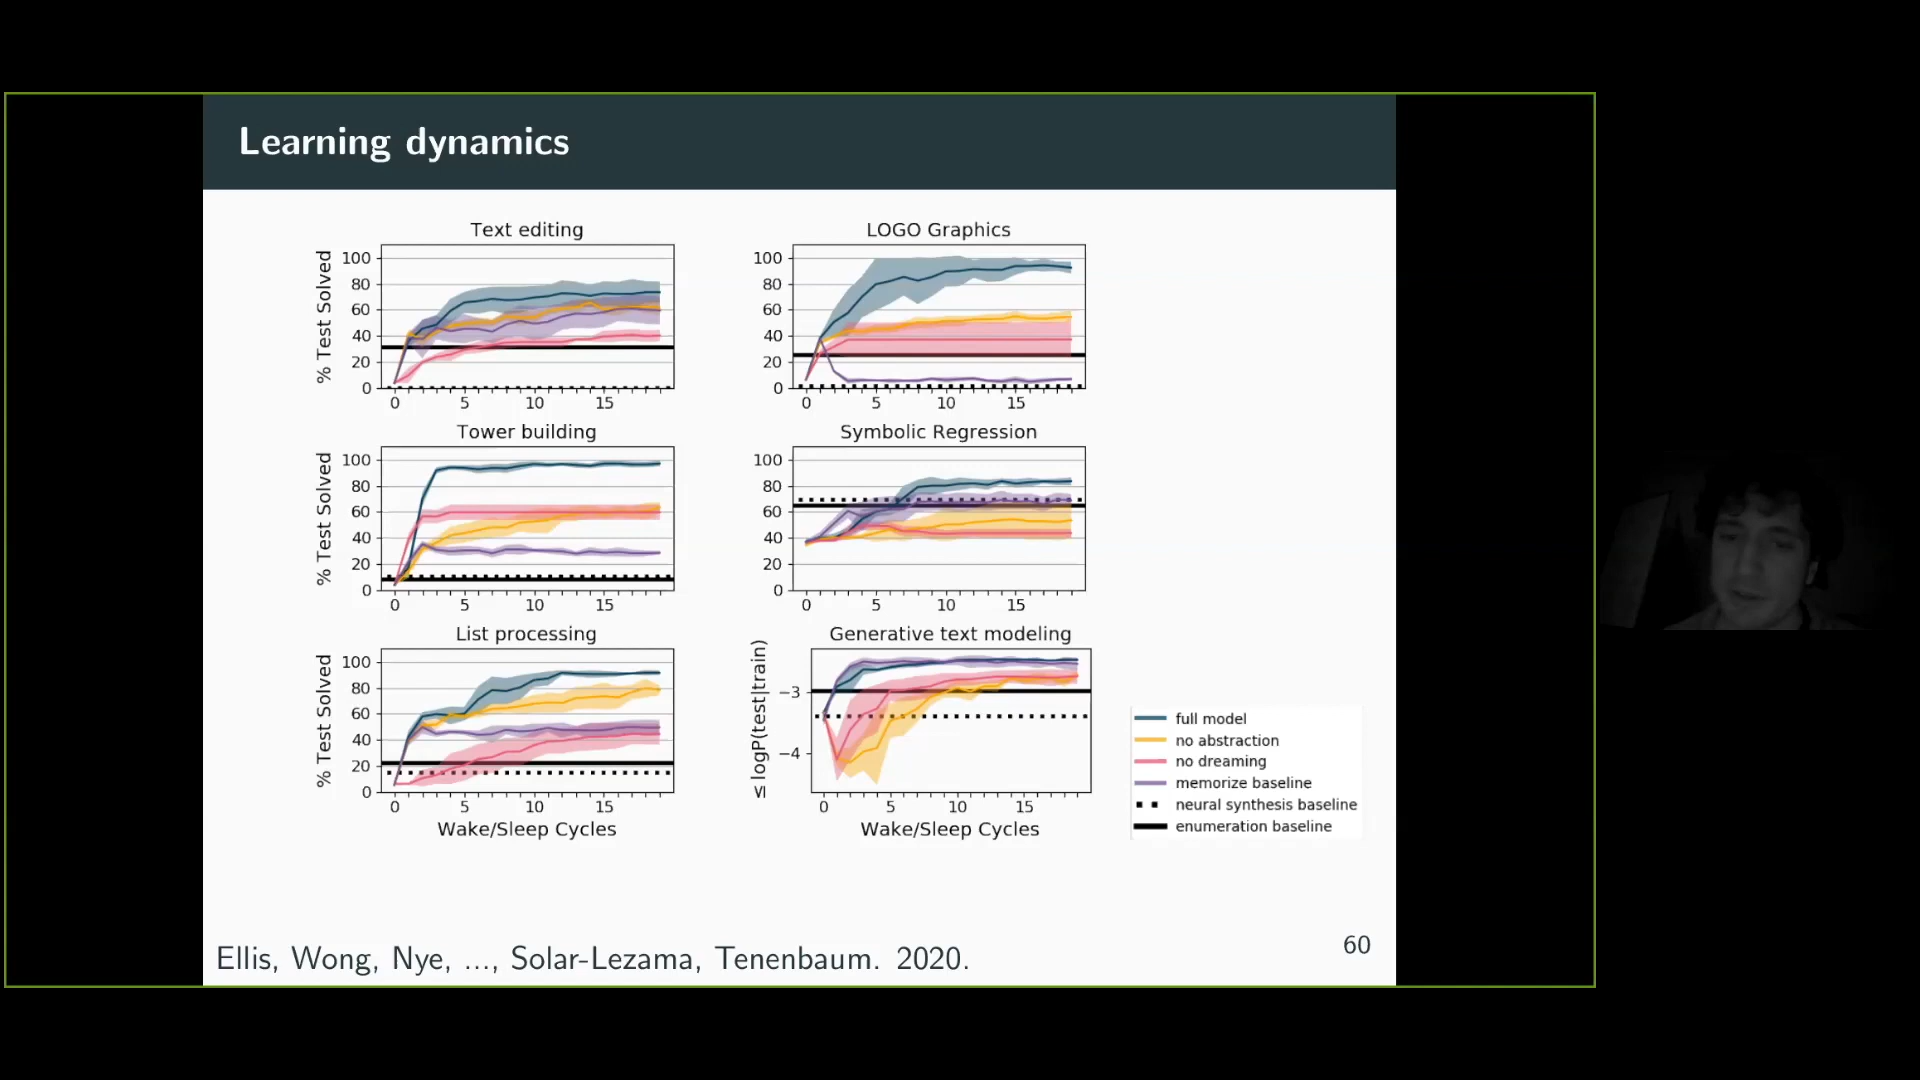 Learning dynamics
Text editing
% Test Solved
100
80
60
40
20
0
0 5 10 15
LOGO Graphics
100
80
60
40
20
0
0 5 10 15
Tower building
% Test Solved
100
80
60
40
20
0
0 5 10 15
Symbolic Regression
100
80
60
40
20
0
0 5 10 15
List processing
% Test Solved
100
80
60
40
20
0
0 5 10 15
Wake/Sleep Cycles
Generative text modeling
≤ logP(test|train)
−3
−4
0 5 10 15
Wake/Sleep Cycles
full model
no abstraction
no dreaming
memorize baseline
neural synthesis baseline
enumeration baseline
Ellis, Wong, Nye, ..., Solar-Lezama, Tenenbaum. 2020.
60